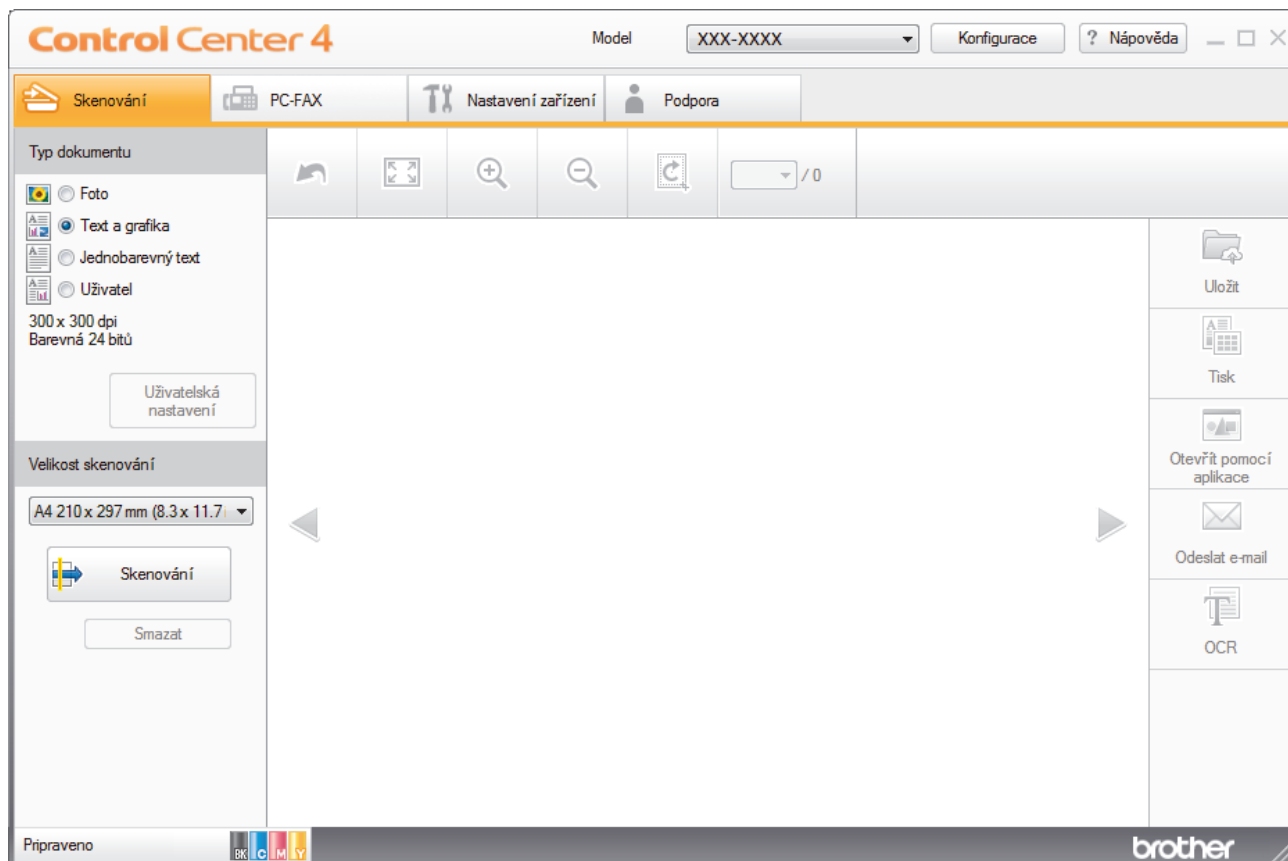 Control Center 4
Model
XXX-XXXX
Konfigurace
? Nápověda
Skenování
PC-FAX
Nastavení zařízení
Podpora
Typ dokumentu
/ 0
Foto
Text a grafika
Jednobarevný text
Uživatel
300 x 300 dpi
Barevná 24 bitů
Uživatelská
nastavení
Velikost skenování
A4 210 x 297 mm (8.3 x 11.7
Skenování
Smazat
Uložit
Tisk
Otevřít pomocí
aplikace
Odeslat e-mail
OCR
Pripraveno
BK C M Y
brother